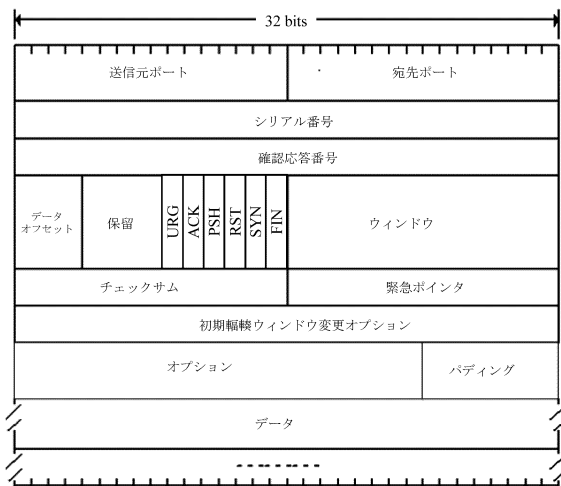 32 bits
送信元ポート
宛先ポート
シリアル番号
確認応答番号
データ
オフセット
保留
URG
ACK
PSH
RST
SYN
FIN
ウィンドウ
チェックサム
緊急ポインタ
初期輻輳ウィンドウ変更オプション
オプション
パディング
データ